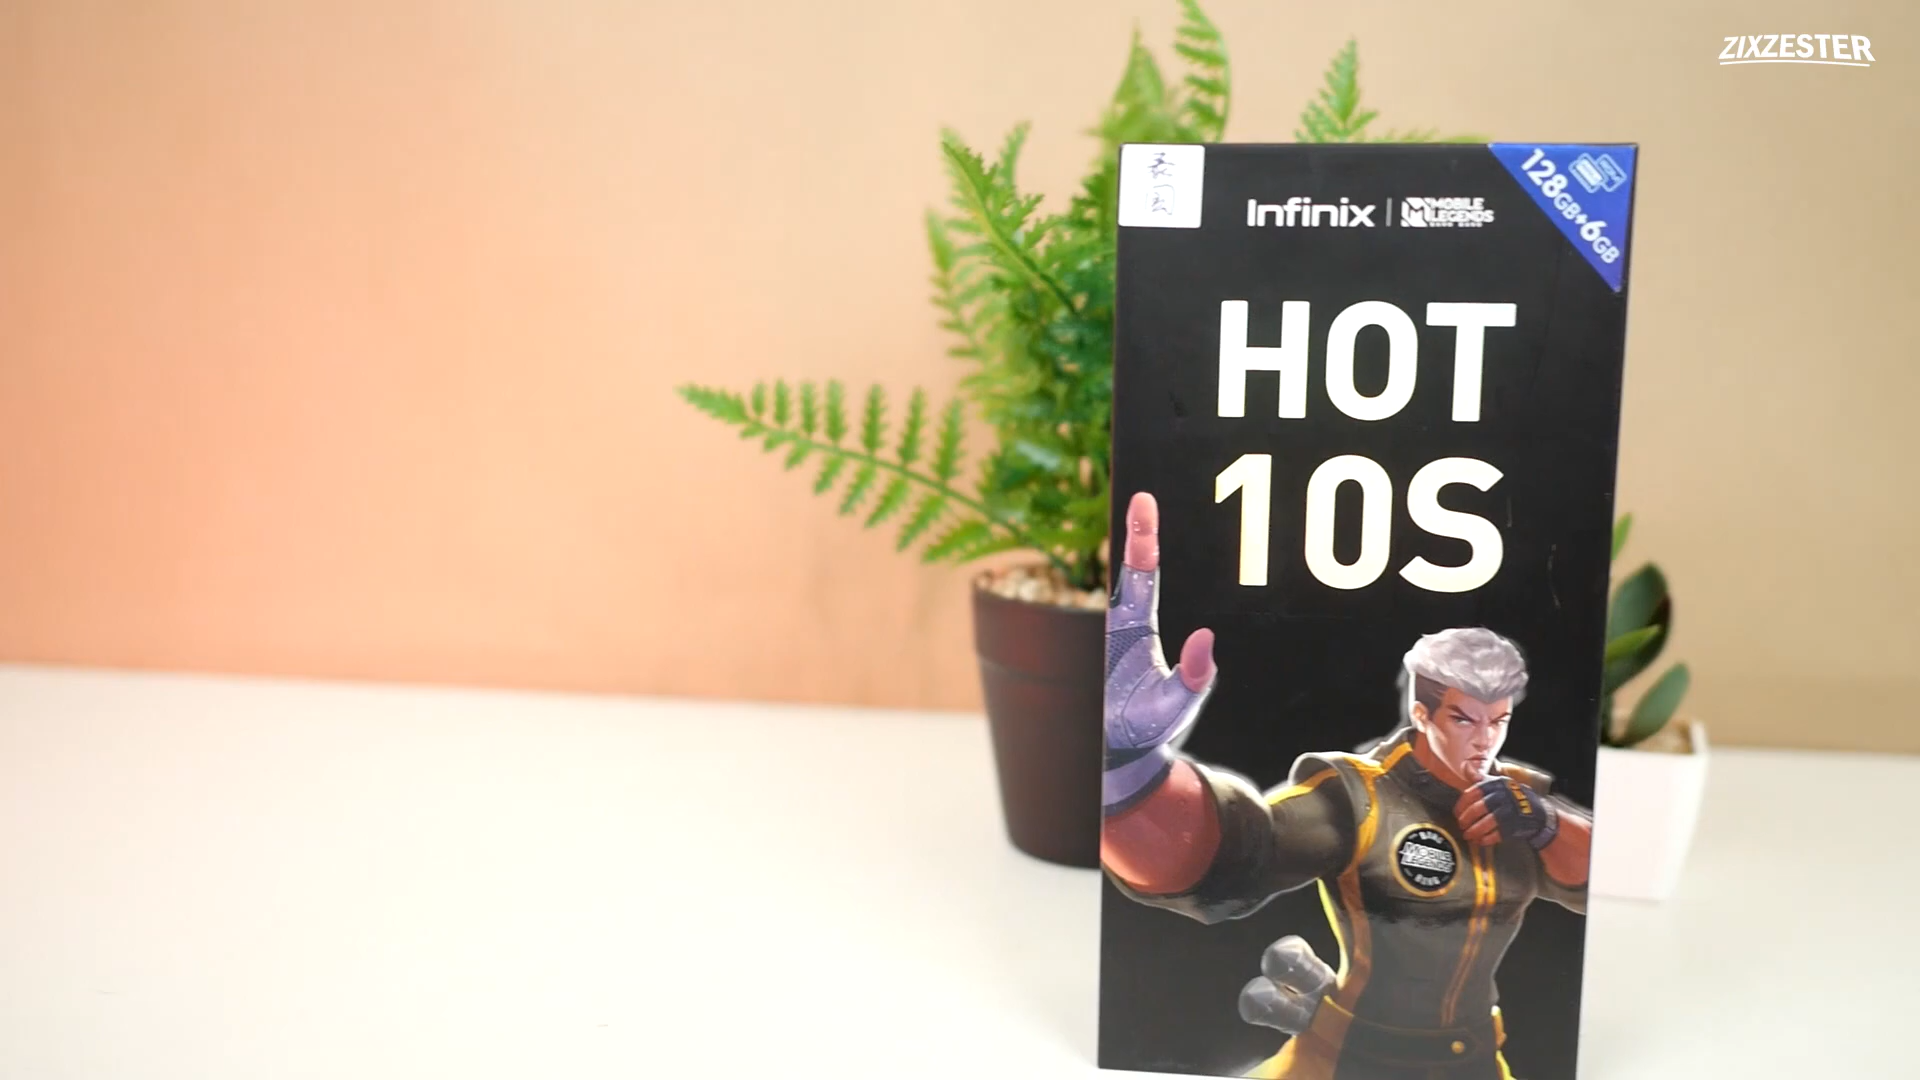 ZIXZESTER
Infinix | MOBILE LEGENDS
128GB+6GB
HOT
10S
MOBILE
LEGENDS